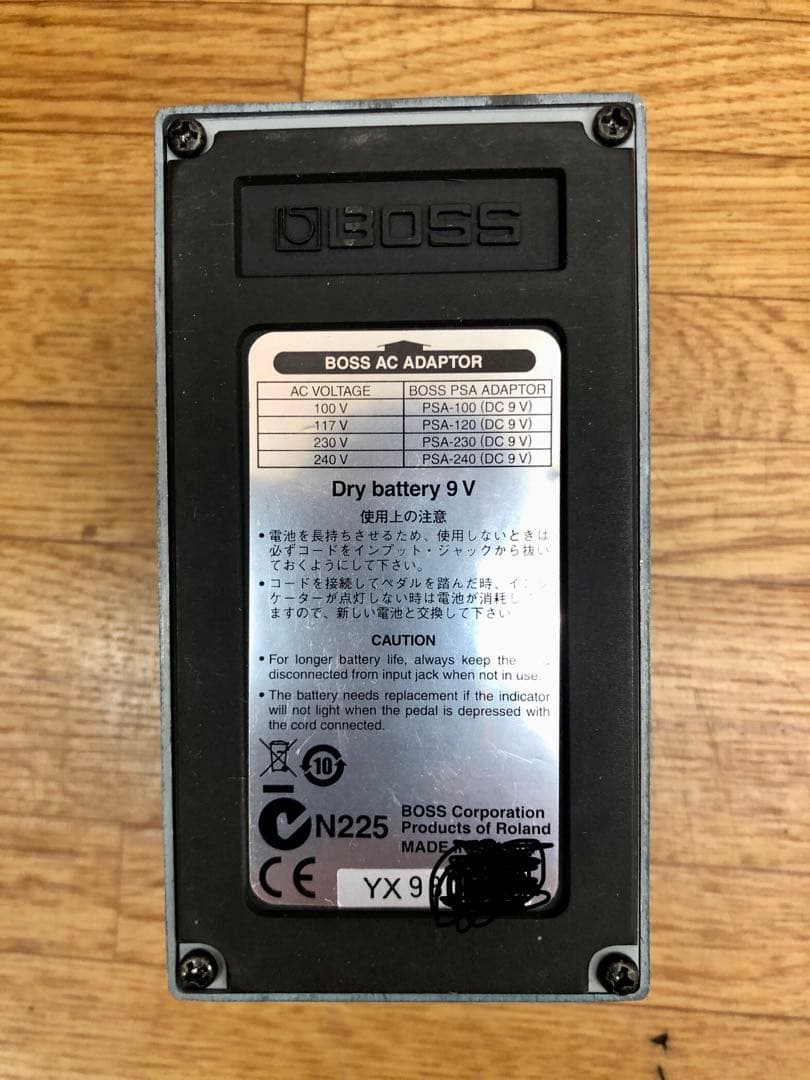 BOSS
BOSS AC ADAPTOR
AC VOLTAGE BOSS PSA ADAPTOR
100 V PSA-100 (DC 9 V)
117 V PSA-120 (DC 9 V)
230 V PSA-230 (DC 9 V)
240 V PSA-240 (DC 9 V)
Dry battery 9 V
使用上の注意
• 電池を長持ちさせるため、使用しないときは
必ずコードをインプット・ジャックから抜い
ておくようにして下さい。
• コードを接続してペダルを踏んだ時、イン
ケーターが点灯しない時は電池が消耗し
ますので、新しい電池と交換して下さい
CAUTION
• For longer battery life, always keep the
disconnected from input jack when not in use.
• The battery needs replacement if the indicator
will not light when the pedal is depressed with
the cord connected.
10
N225
BOSS Corporation
Products of Roland
MADE
CE
YX 9